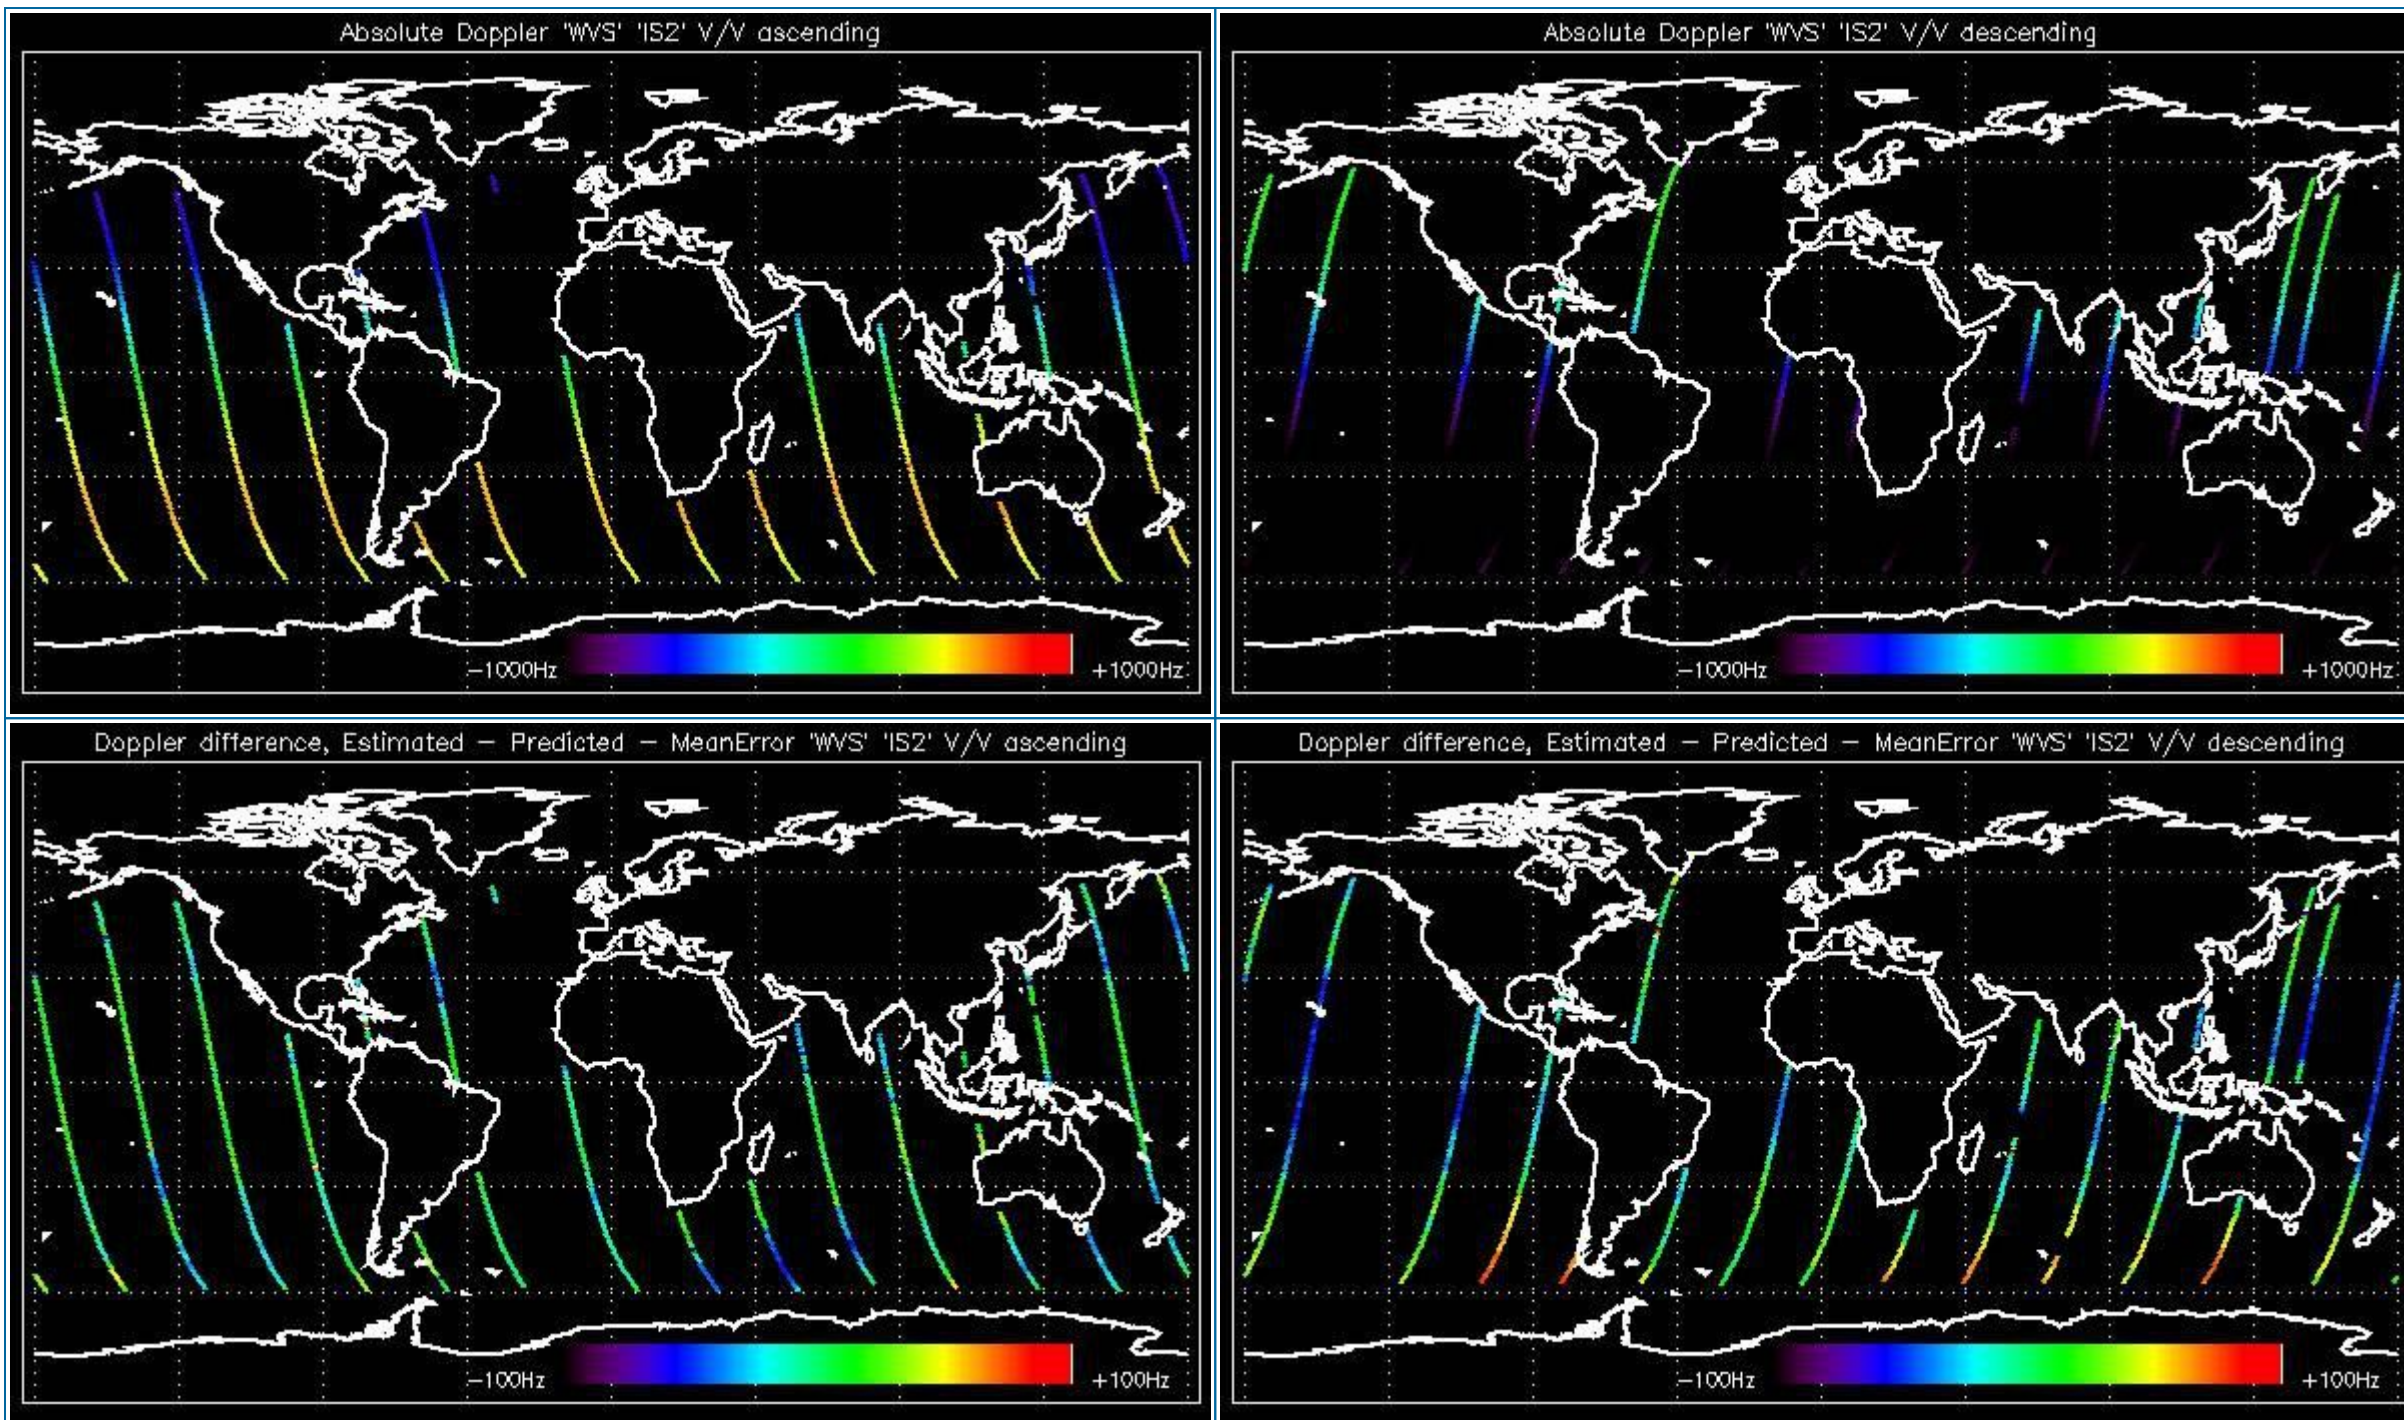 Absolute Doppler 'WVS' 'IS2' V/V ascending
−1000Hz
+1000Hz
Absolute Doppler 'WVS' 'IS2' V/V descending
−1000Hz
+1000Hz
Doppler difference, Estimated − Predicted − MeanError 'WVS' 'IS2' V/V ascending
−100Hz
+100Hz
Doppler difference, Estimated − Predicted − MeanError 'WVS' 'IS2' V/V descending
−100Hz
+100Hz